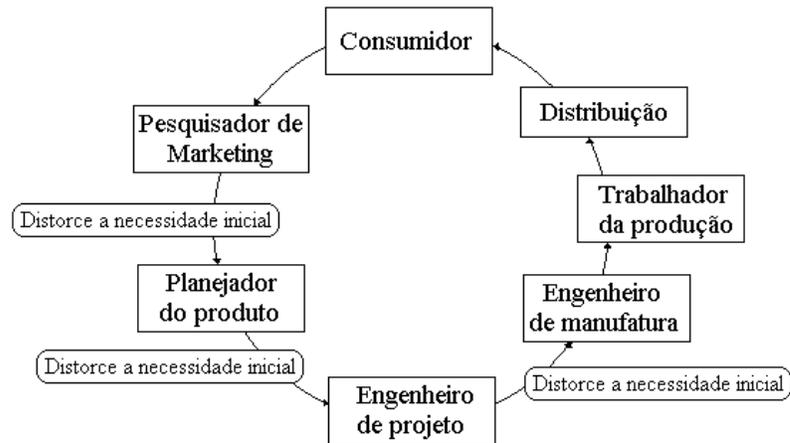 Consumidor
Pesquisador de
Marketing
Distorce a necessidade inicial
Planejador
do produto
Distorce a necessidade inicial
Engenheiro
de projeto
Distorce a necessidade inicial
Engenheiro
de manufatura
Trabalhador
da produção
Distribuição